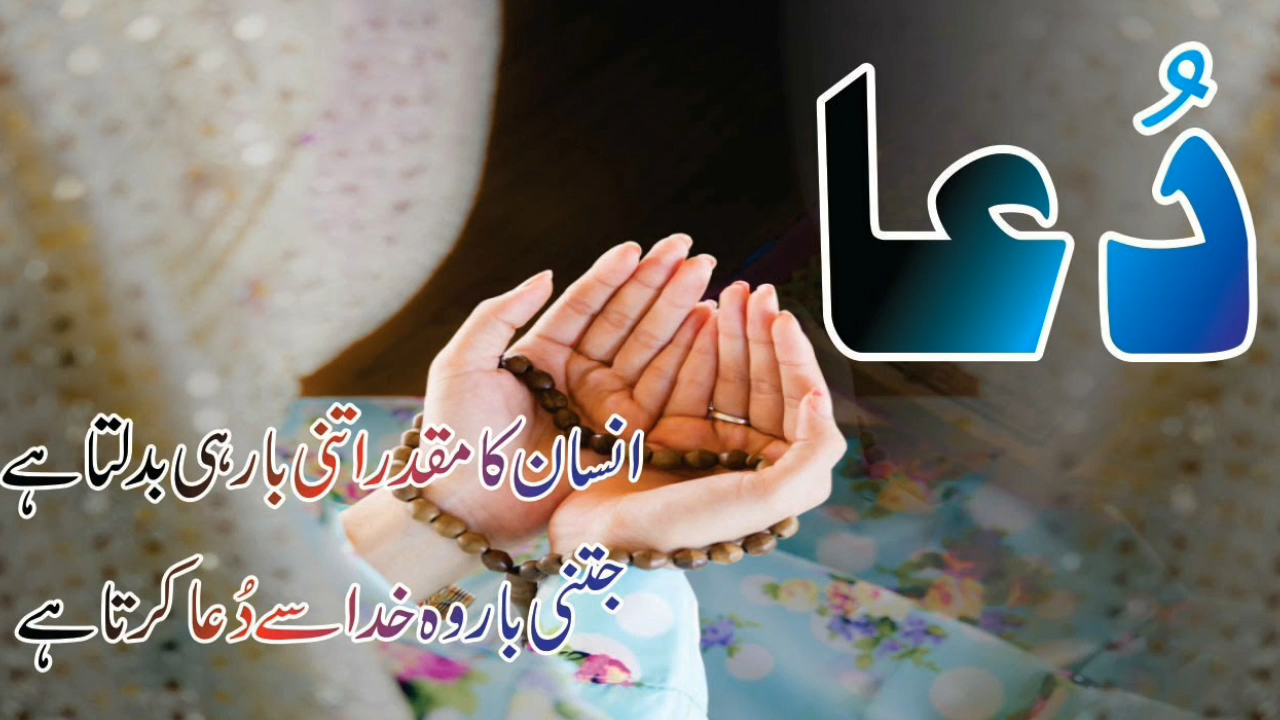 دُعا
انسان کا مقدر اتنی بار ہی بدلتا ہے
جتنی بار وہ خدا سے دُعا کرتا ہے